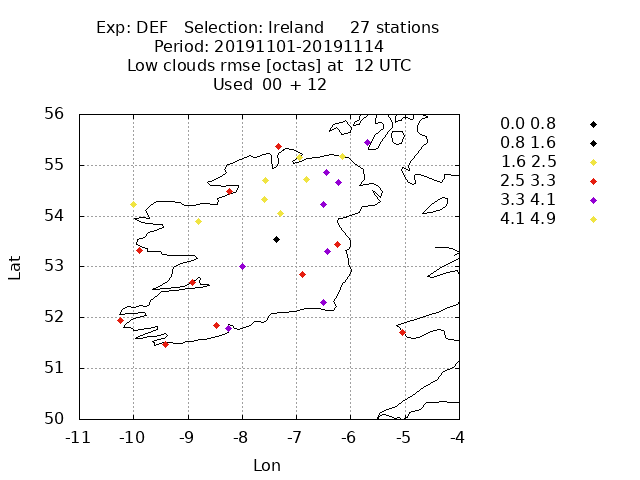 Exp: DEF Selection: Ireland 27 stations
Period: 20191101-20191114
Low clouds rmse [octas] at 12 UTC
Used 00 + 12
56
55
54
53
52
51
50
-11 -10 -9 -8 -7 -6 -5 -4
Lat
Lon
0.0 0.8
0.8 1.6
1.6 2.5
2.5 3.3
3.3 4.1
4.1 4.9